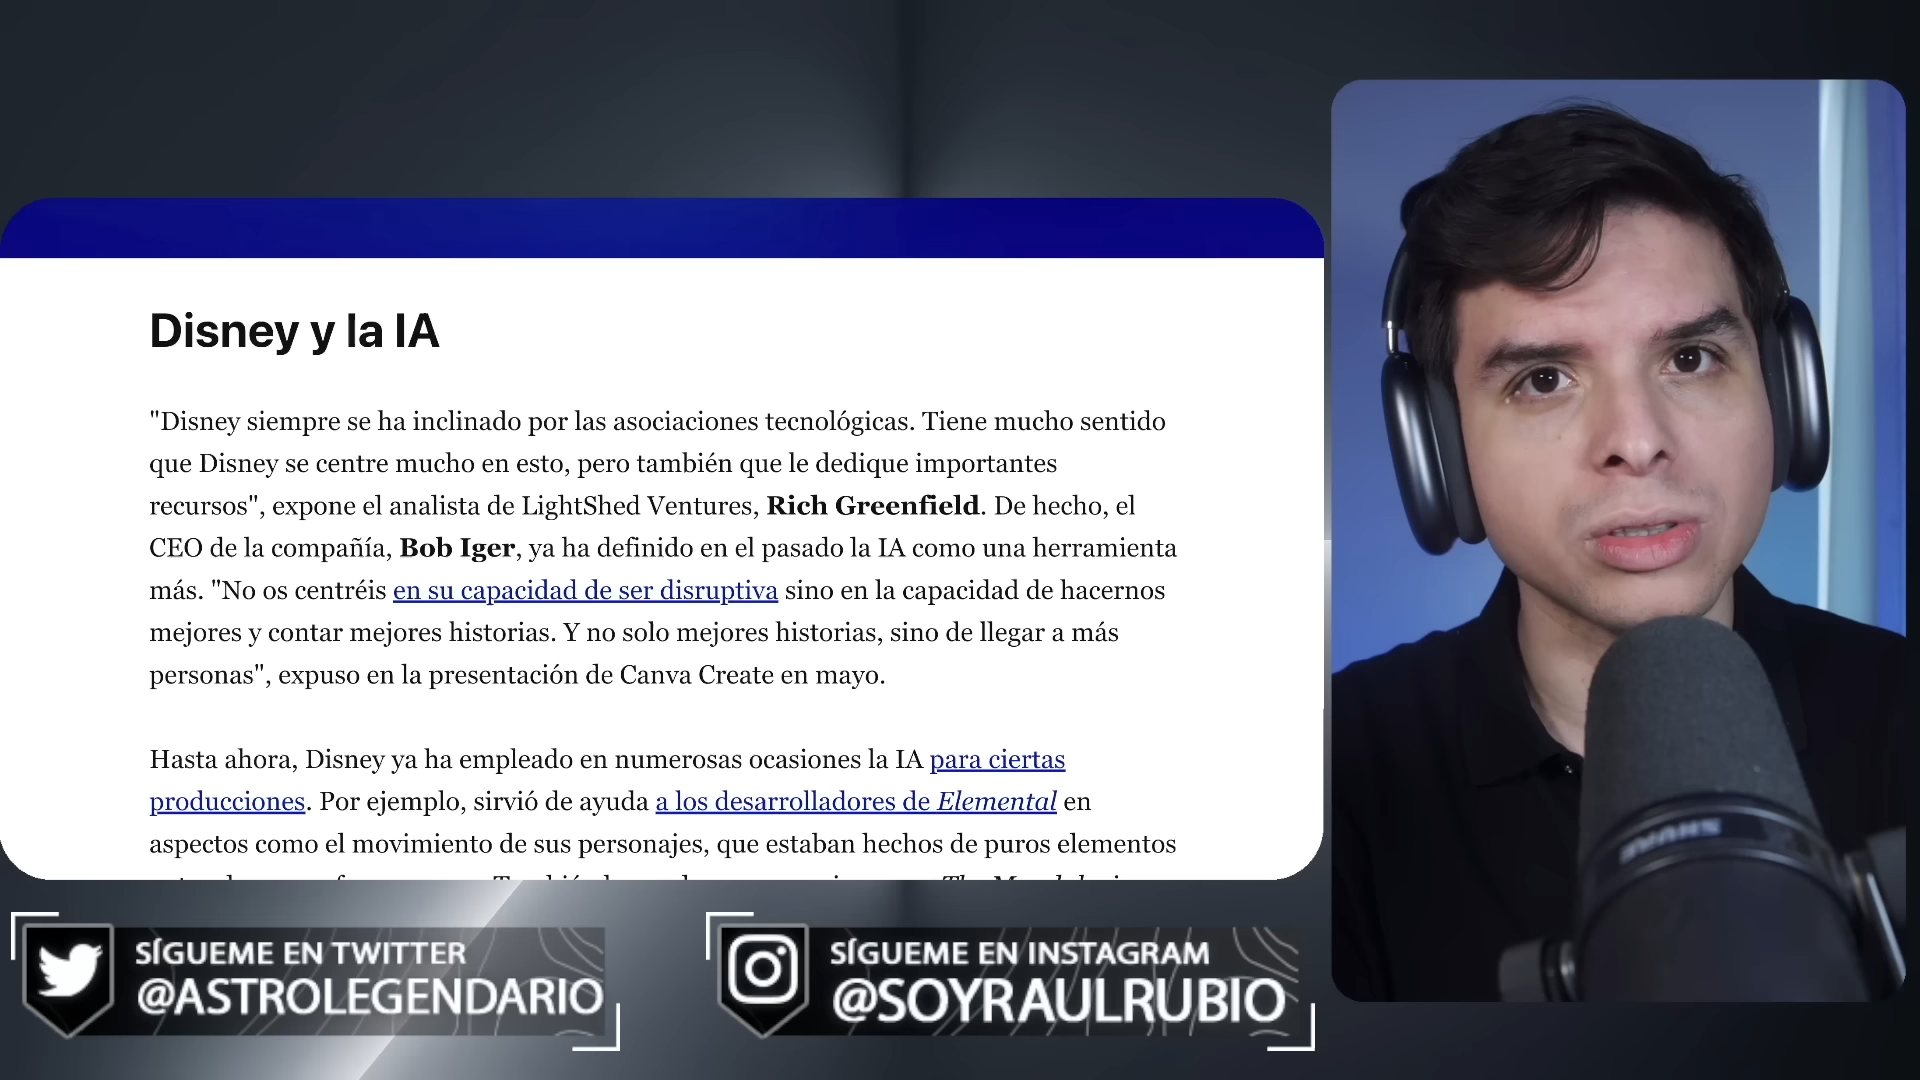 Disney y la IA
"Disney siempre se ha inclinado por las asociaciones tecnológicas. Tiene mucho sentido
que Disney se centre mucho en esto, pero también que le dedique importantes
recursos", expone el analista de LightShed Ventures, Rich Greenfield. De hecho, el
CEO de la compañía, Bob Iger, ya ha definido en el pasado la IA como una herramienta
más. "No os centréis en su capacidad de ser disruptiva sino en la capacidad de hacernos
mejores y contar mejores historias. Y no solo mejores historias, sino de llegar a más
personas", expuso en la presentación de Canva Create en mayo.
Hasta ahora, Disney ya ha empleado en numerosas ocasiones la IA para ciertas
producciones. Por ejemplo, sirvió de ayuda a los desarrolladores de Elemental en
aspectos como el movimiento de sus personajes, que estaban hechos de puros elementos
SÍGUEME EN TWITTER
@ASTROLEGENDARIO
SÍGUEME EN INSTAGRAM
@SOYRAULRUBIO
SHURE